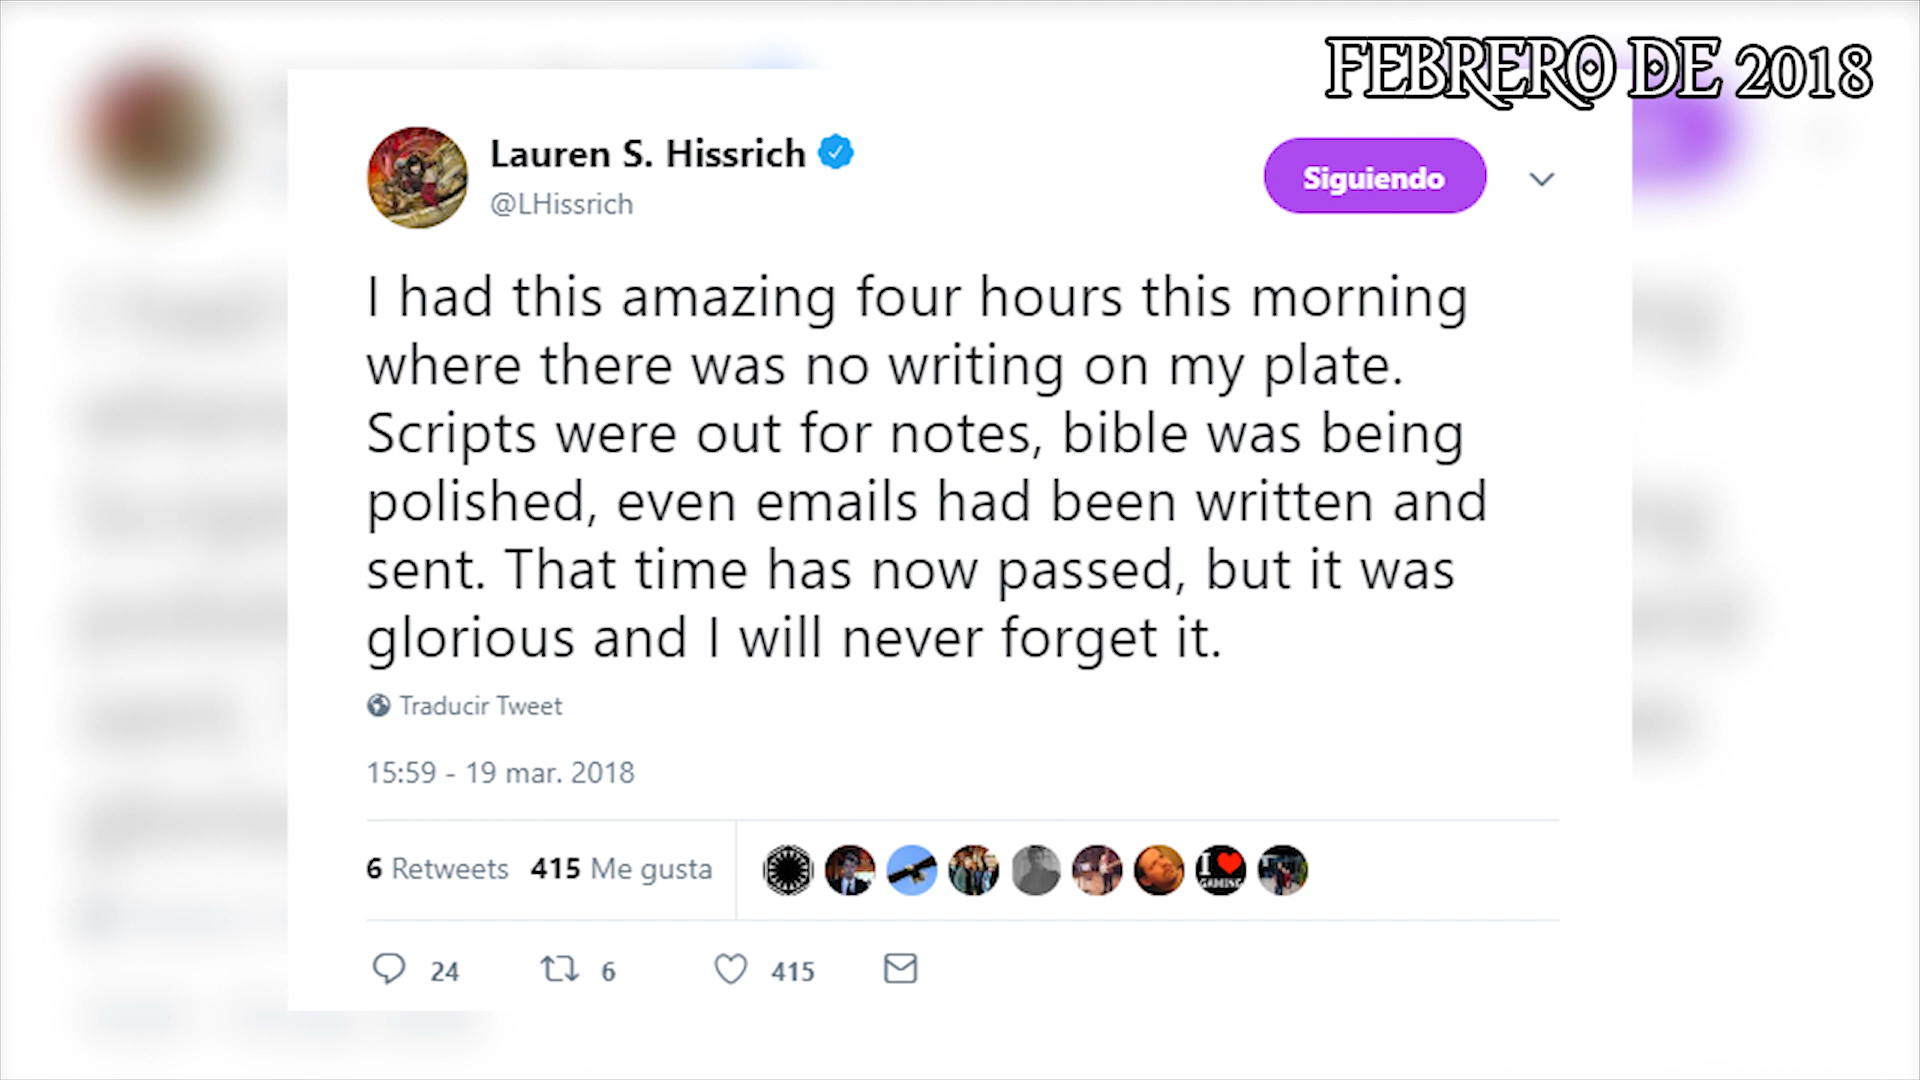 FEBRERO DE 2018
Lauren S. Hissrich
@LHissrich
Siguiendo
I had this amazing four hours this morning
where there was no writing on my plate.
Scripts were out for notes, bible was being
polished, even emails had been written and
sent. That time has now passed, but it was
glorious and I will never forget it.
Traducir Tweet
15:59 - 19 mar. 2018
6 Retweets 415 Me gusta
I
GAMING
24 6 415